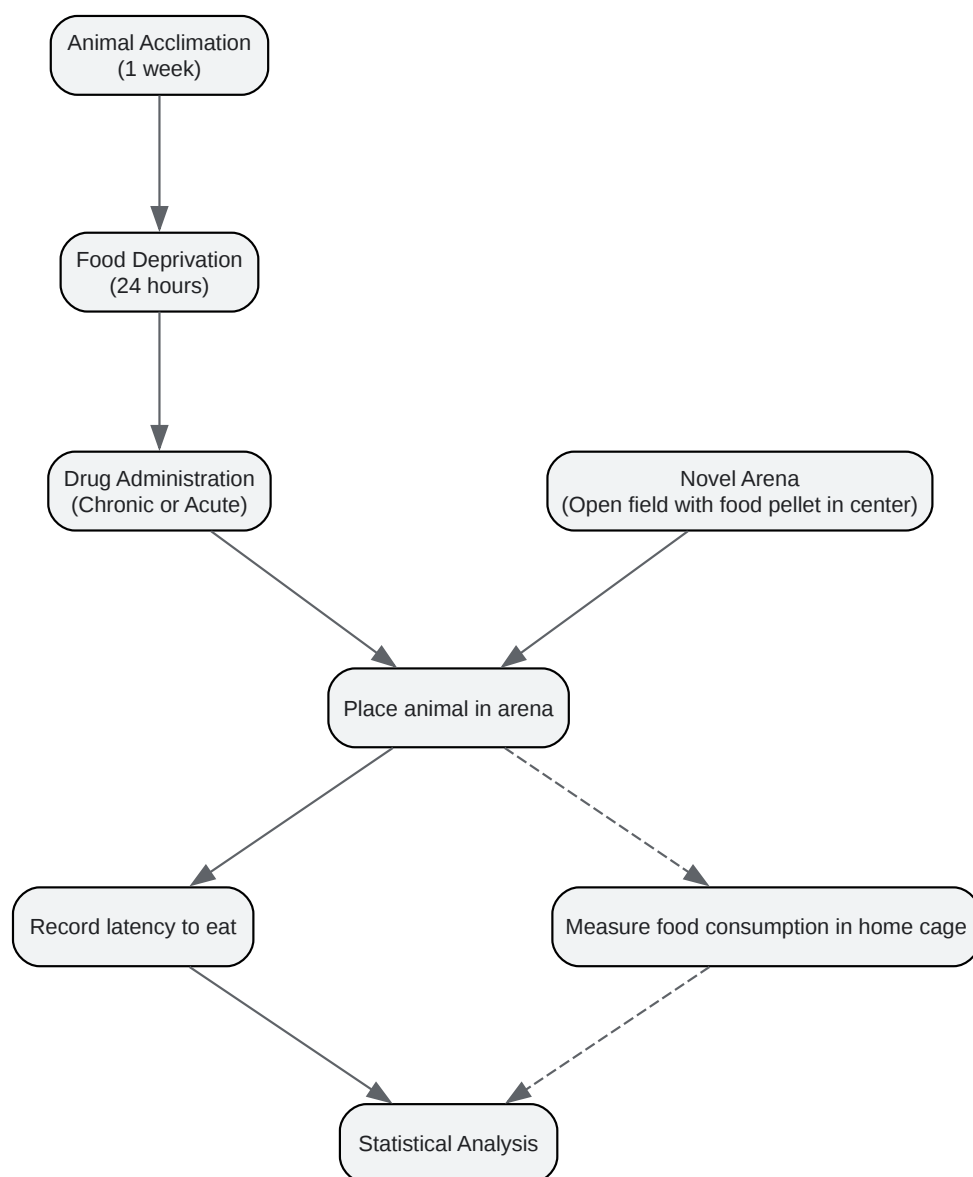 Animal Acclimation
(1 week)
Food Deprivation
(24 hours)
Drug Administration
(Chronic or Acute)
Novel Arena
(Open field with food pellet in center)
Place animal in arena
Record latency to eat
Measure food consumption in home cage
Statistical Analysis